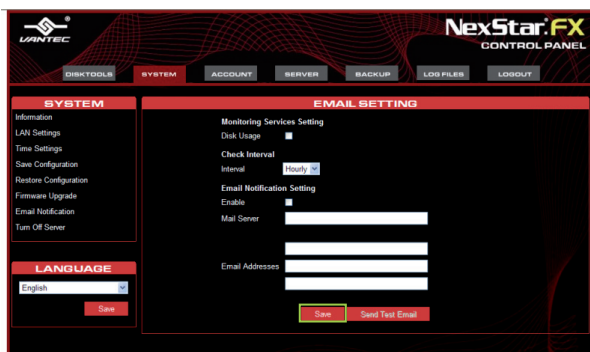 VANTEC
NexStar.FX
CONTROL PANEL
DISKTOOLS SYSTEM ACCOUNT SERVER BACKUP LOG FILES LOGOUT
SYSTEM
Information
LAN Settings
Time Settings
Save Configuration
Restore Configuration
Firmware Upgrade
Email Notification
Turn Off Server
LANGUAGE
English
Save
EMAIL SETTING
Monitoring Services Setting
Disk Usage
Check Interval
Interval Hourly
Email Notification Setting
Enable
Mail Server
Email Addresses
Save Send Test Email